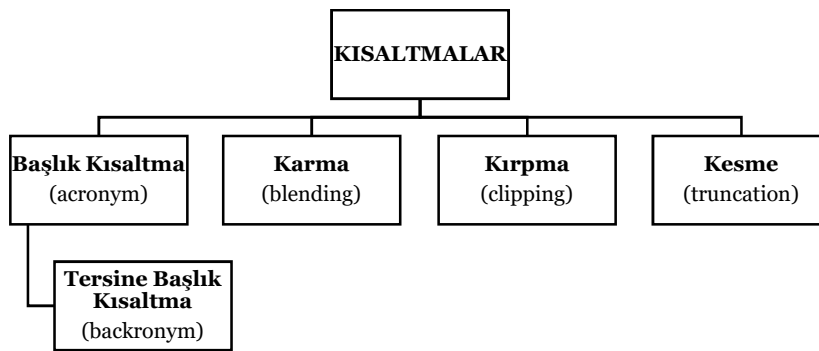 KISALTMALAR
Başlık Kısaltma
(acronym)
Karma
(blending)
Kırpma
(clipping)
Kesme
(truncation)
Tersine Başlık
Kısaltma
(backronym)